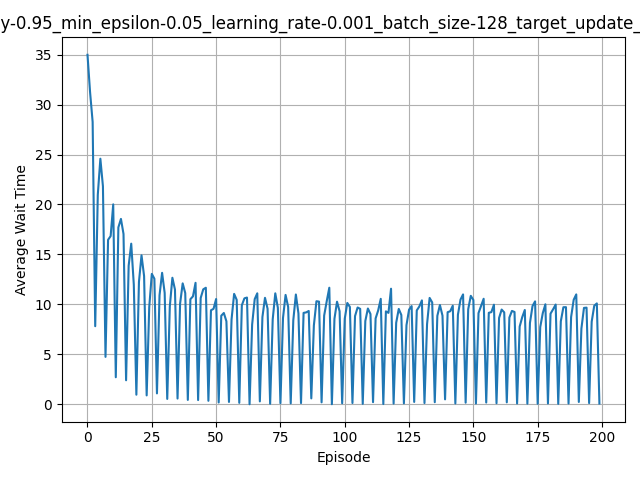 y-0.95_min_epsilon-0.05_learning_rate-0.001_batch_size-128_target_update_
35
30
25
20
15
10
5
0
Average Wait Time
0 25 50 75 100 125 150 175 200
Episode